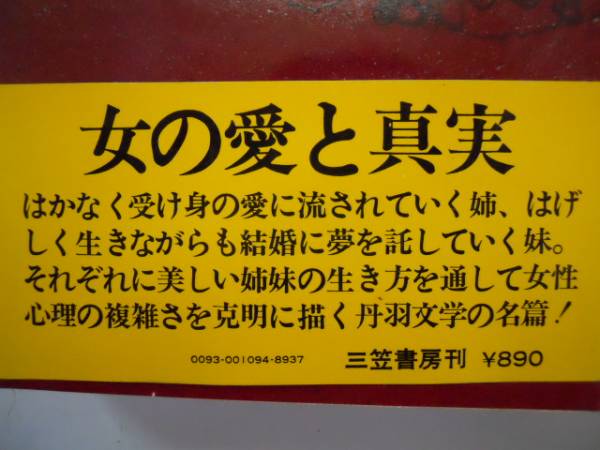 女の愛と真実
はかなく受け身の愛に流されていく姉、はげ
しく生きながらも結婚に夢を託していく妹。
それぞれに美しい姉妹の生き方を通して女性
心理の複雑さを克明に描く丹羽文学の名篇!
0093-001094-8937 三笠書房刊 ¥890